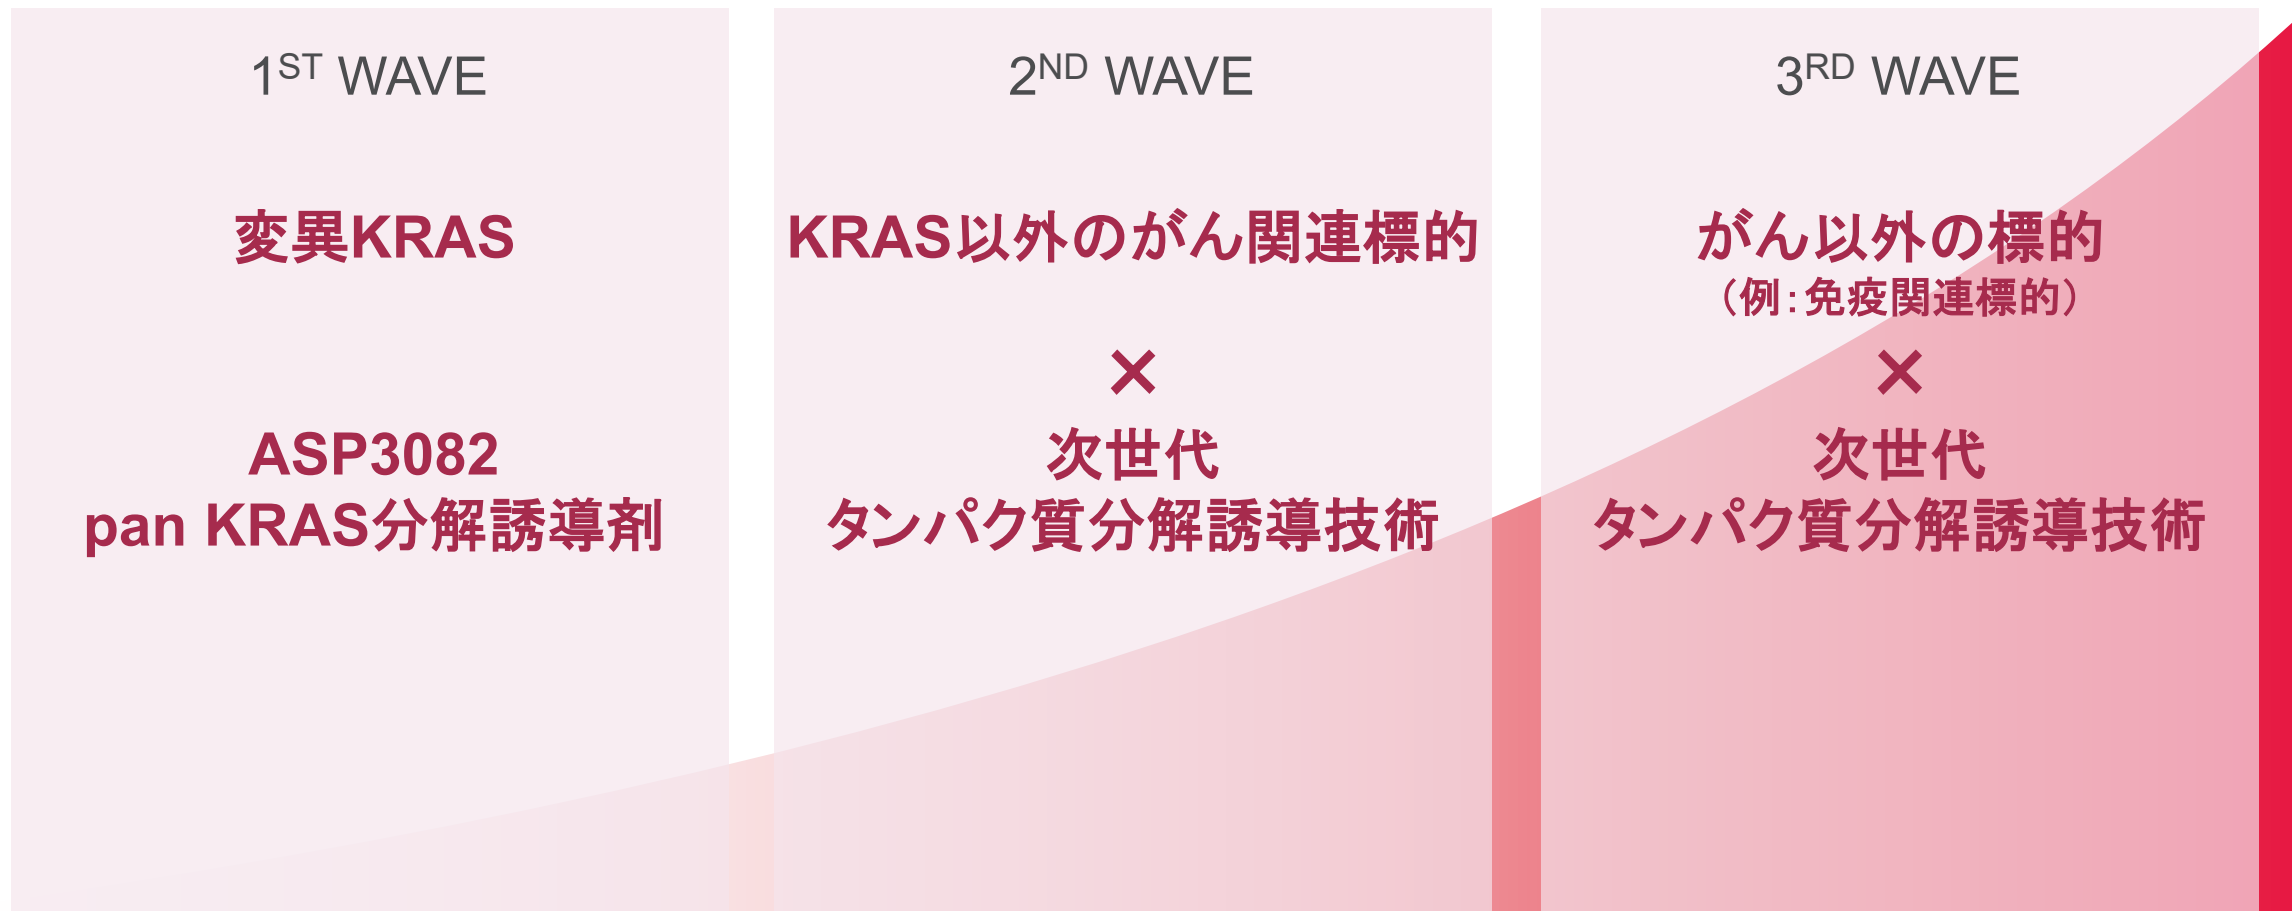 1ST WAVE
変異KRAS
ASP3082
pan KRAS分解誘導剤
2ND WAVE
KRAS以外のがん関連標的
×
次世代
タンパク質分解誘導技術
3RD WAVE
がん以外の標的
（例：免疫関連標的）
×
次世代
タンパク質分解誘導技術